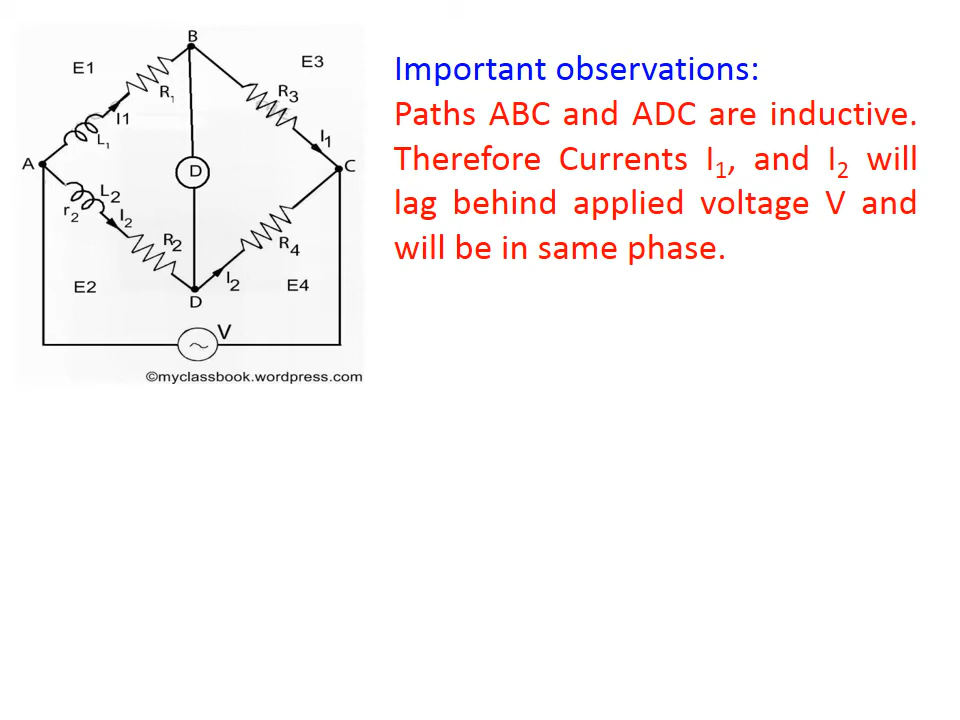 B
E1
E3
R1
R3
I1
L1
I1
A
D
C
L2
r2
I2
R2
R4
I2
E2
E4
D
V
©myclassbook.wordpress.com
Important observations:
Paths ABC and ADC are inductive.
Therefore Currents I1, and I2 will
lag behind applied voltage V and
will be in same phase.